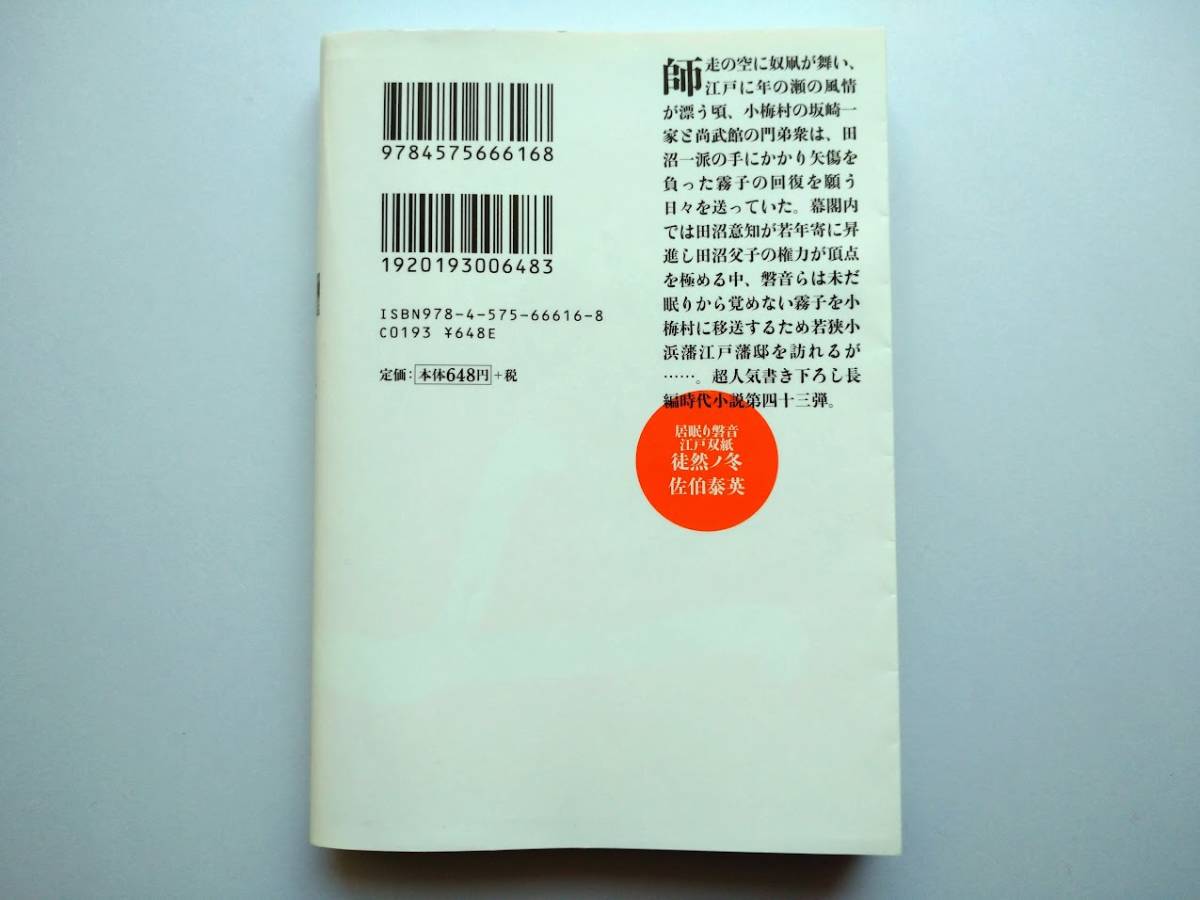 9784575666168
1920193006483
ISBN978-4-575-66616-8
C0193 ¥648E
定価:本体648円+税
師走の空に奴凧が舞い、
江戸に年の瀬の風情
が漂う頃、小梅村の坂崎一
家と尚武館の門弟衆は、田
沼一派の手にかかり矢傷を
負った霧子の回復を願う
日々を送っていた。幕閣内
では田沼意知が若年寄に昇
進し田沼父子の権力が頂点
を極める中、磐音らは未だ
眠りから覚めない霧子を小
梅村に移送するため若狭小
浜藩江戸藩邸を訪れるが
……。超人気書き下ろし長
編時代小説第四十三弾。
居眠り磐音
江戸双紙
徒然ノ冬
佐伯泰英